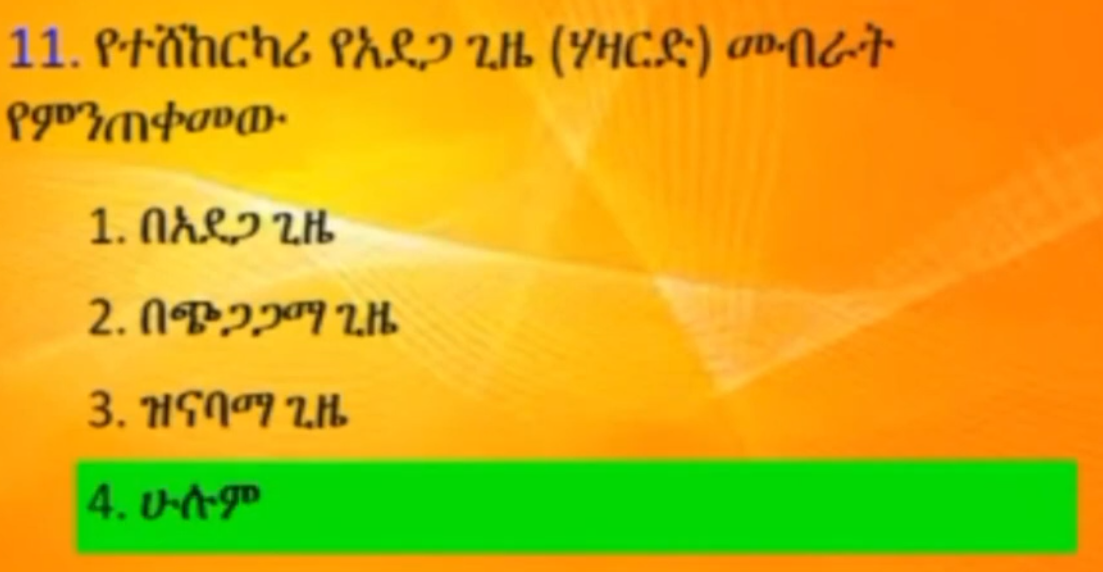 11. የተሽከርካሪ የአደጋ ጊዜ (ሃዛርድ) መብራት
የምንጠቀመው
1. በአደጋ ጊዜ
2. በጭጋጋማ ጊዜ
3. ዝናባማ ጊዜ
4. ሁሉም